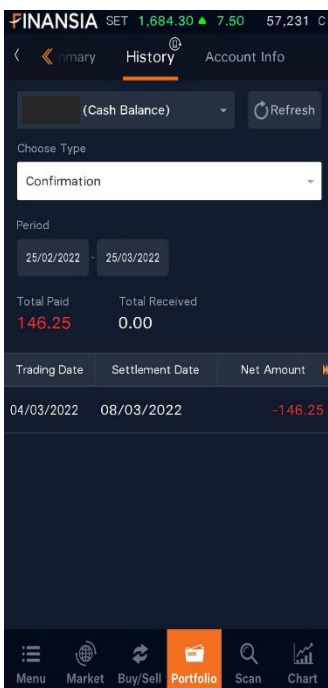 FINANSIA SET 1,684.30 ▲ 7.50 57,231
History Account Info
(Cash Balance) Refresh
Choose Type
Confirmation
Period
25/02/2022 - 25/03/2022
Total Paid Total Received
146.25 0.00
Trading Date Settlement Date Net Amount
04/03/2022 08/03/2022 -146.25
Menu Market Buy/Sell Portfolio Scan Chart